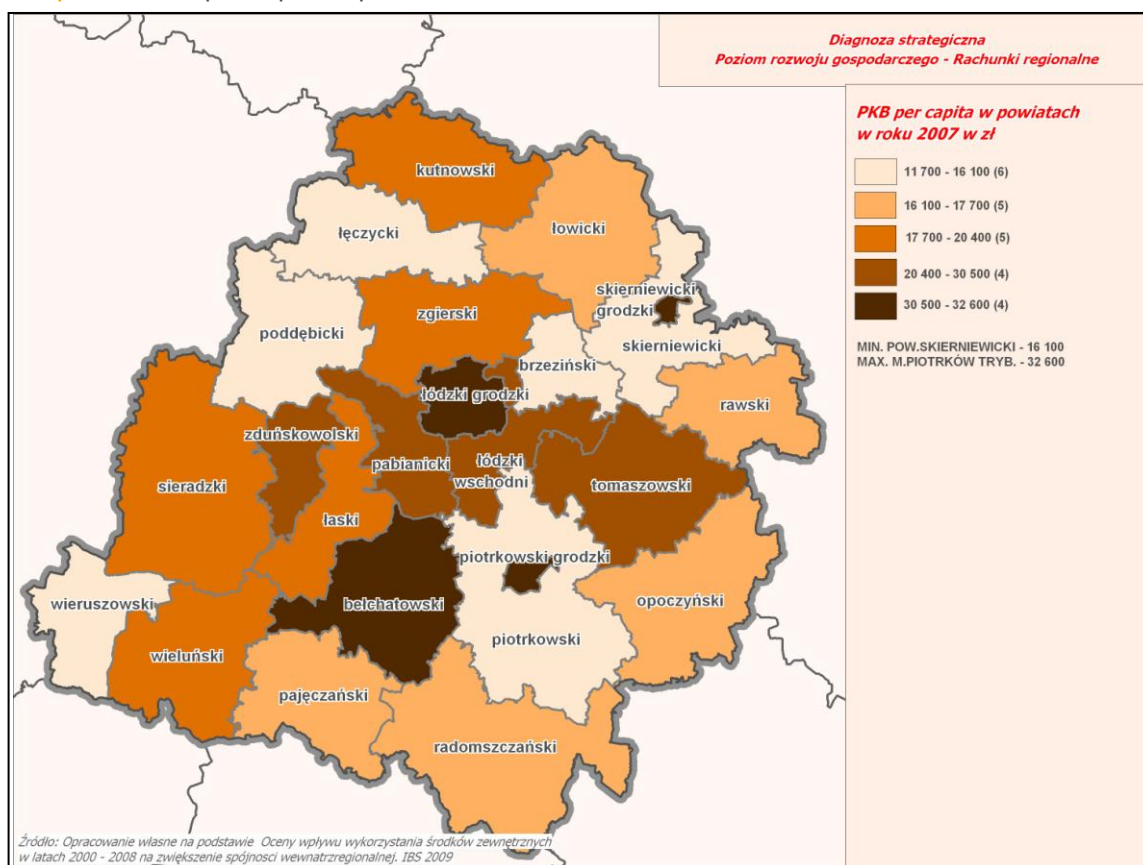 Diagnoza strategiczna
Poziom rozwoju gospodarczego - Rachunki regionalne
PKB per capita w powiatach
w roku 2007 w zł
11 700 - 16 100 (6)
16 100 - 17 700 (5)
17 700 - 20 400 (5)
20 400 - 30 500 (4)
30 500 - 32 600 (4)
MIN. POW.SKIERNIEWICKI - 16 100
MAX. M.PIOTRKÓW TRYB. - 32 600
kutnowski
łęczycki
łowicki
skierniewicki
grodzki
zgierski
poddębicki
skierniewicki
brzeziński
łódzki grodzki
rawski
zduńskowolski
pabianicki
łódzki
wschodni
sieradzki
tomaszowski
łaski
piotrkowski grodzki
wieruszowski
bełchatowski
opoczyński
piotrkowski
wieluński
pajęczański
radomszczański
Źródło: Opracowanie własne na podstawie Oceny wpływu wykorzystania środków zewnętrznych
w latach 2000 - 2008 na zwiększenie spójnosci wewnatrzregionalnej. IBS 2009